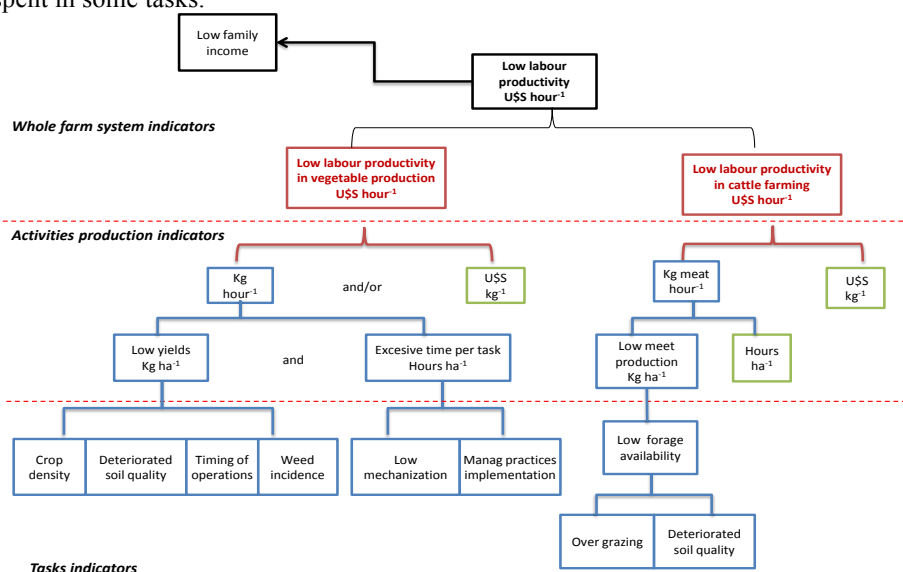 spent in some tasks.
Low family
income
Low labour
productivity
U$S hour⁻¹
Whole farm system indicators
Low labour productivity
in vegetable production
U$S hour⁻¹
Low labour productivity
in cattle farming
U$S hour⁻¹
Activities production indicators
Kg
hour⁻¹
and/or
U$S
kg⁻¹
Kg meat
hour⁻¹
U$S
kg⁻¹
Low yields
Kg ha⁻¹
and
Excesive time per task
Hours ha⁻¹
Low meet
production
Kg ha⁻¹
Hours
ha⁻¹
Crop
density
Deteriorated
soil quality
Timing of
operations
Weed
incidence
Low
mechanization
Manag practices
implementation
Low forage
availability
Over grazing
Deteriorated
soil quality
Tasks indicators